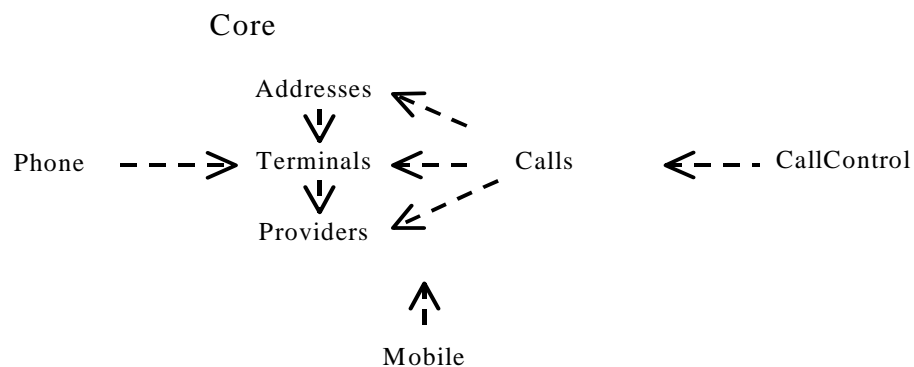 Core
Addresses
Phone
Terminals
Calls
CallControl
Providers
Mobile